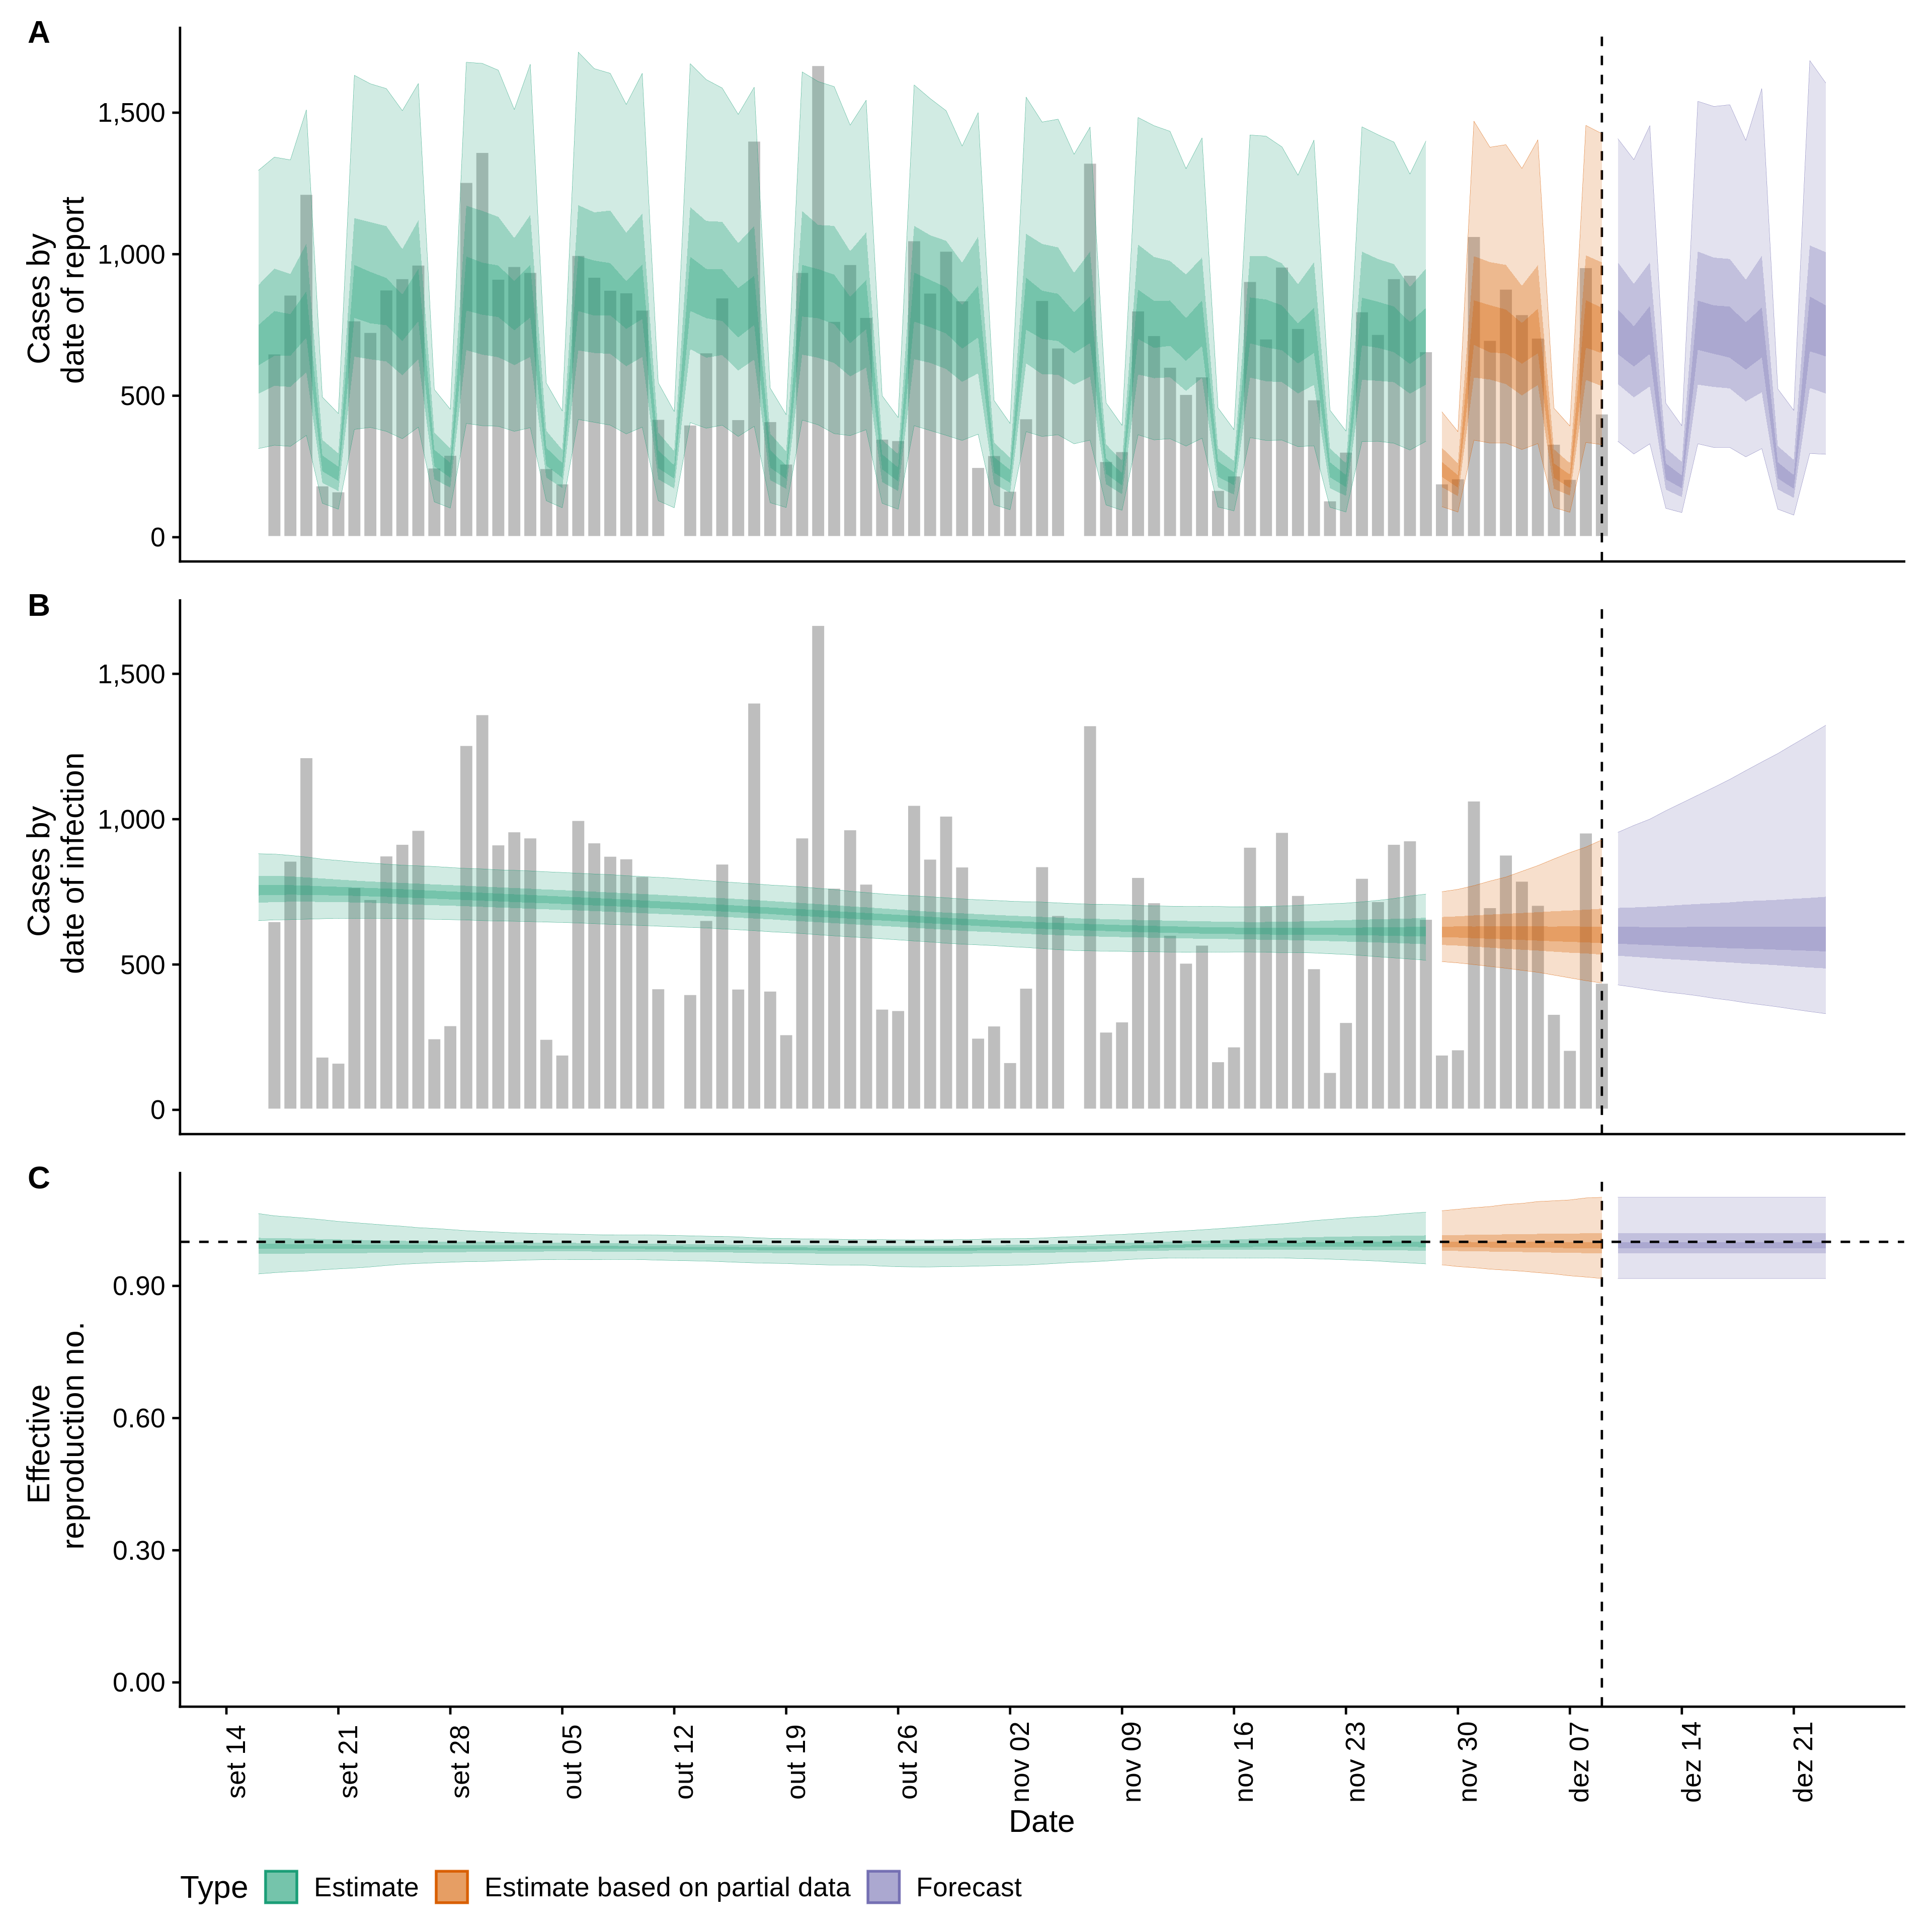 A
Cases by
date of report
1,500
1,000
500
0
B
Cases by
date of infection
1,500
1,000
500
0
C
Effective
reproduction no.
0.90
0.60
0.30
0.00
set 14
set 21
set 28
out 05
out 12
out 19
out 26
nov 02
nov 09
nov 16
nov 23
nov 30
dez 07
dez 14
dez 21
Date
Type Estimate Estimate based on partial data Forecast